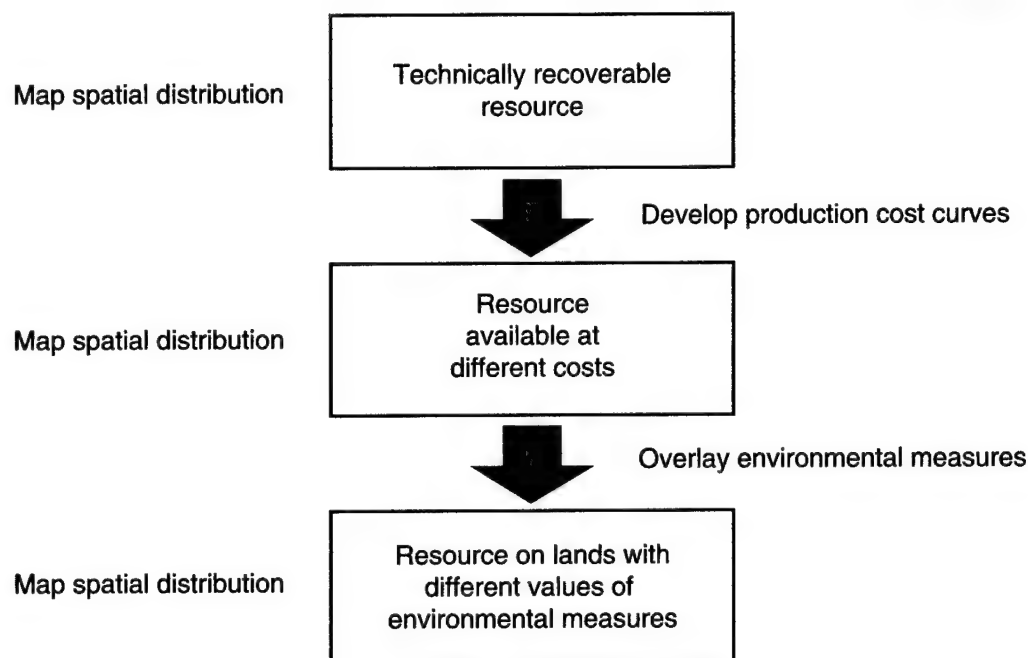 Map spatial distribution
Technically recoverable
resource
Develop production cost curves
Map spatial distribution
Resource
available at
different costs
Overlay environmental measures
Map spatial distribution
Resource on lands with
different values of
environmental measures